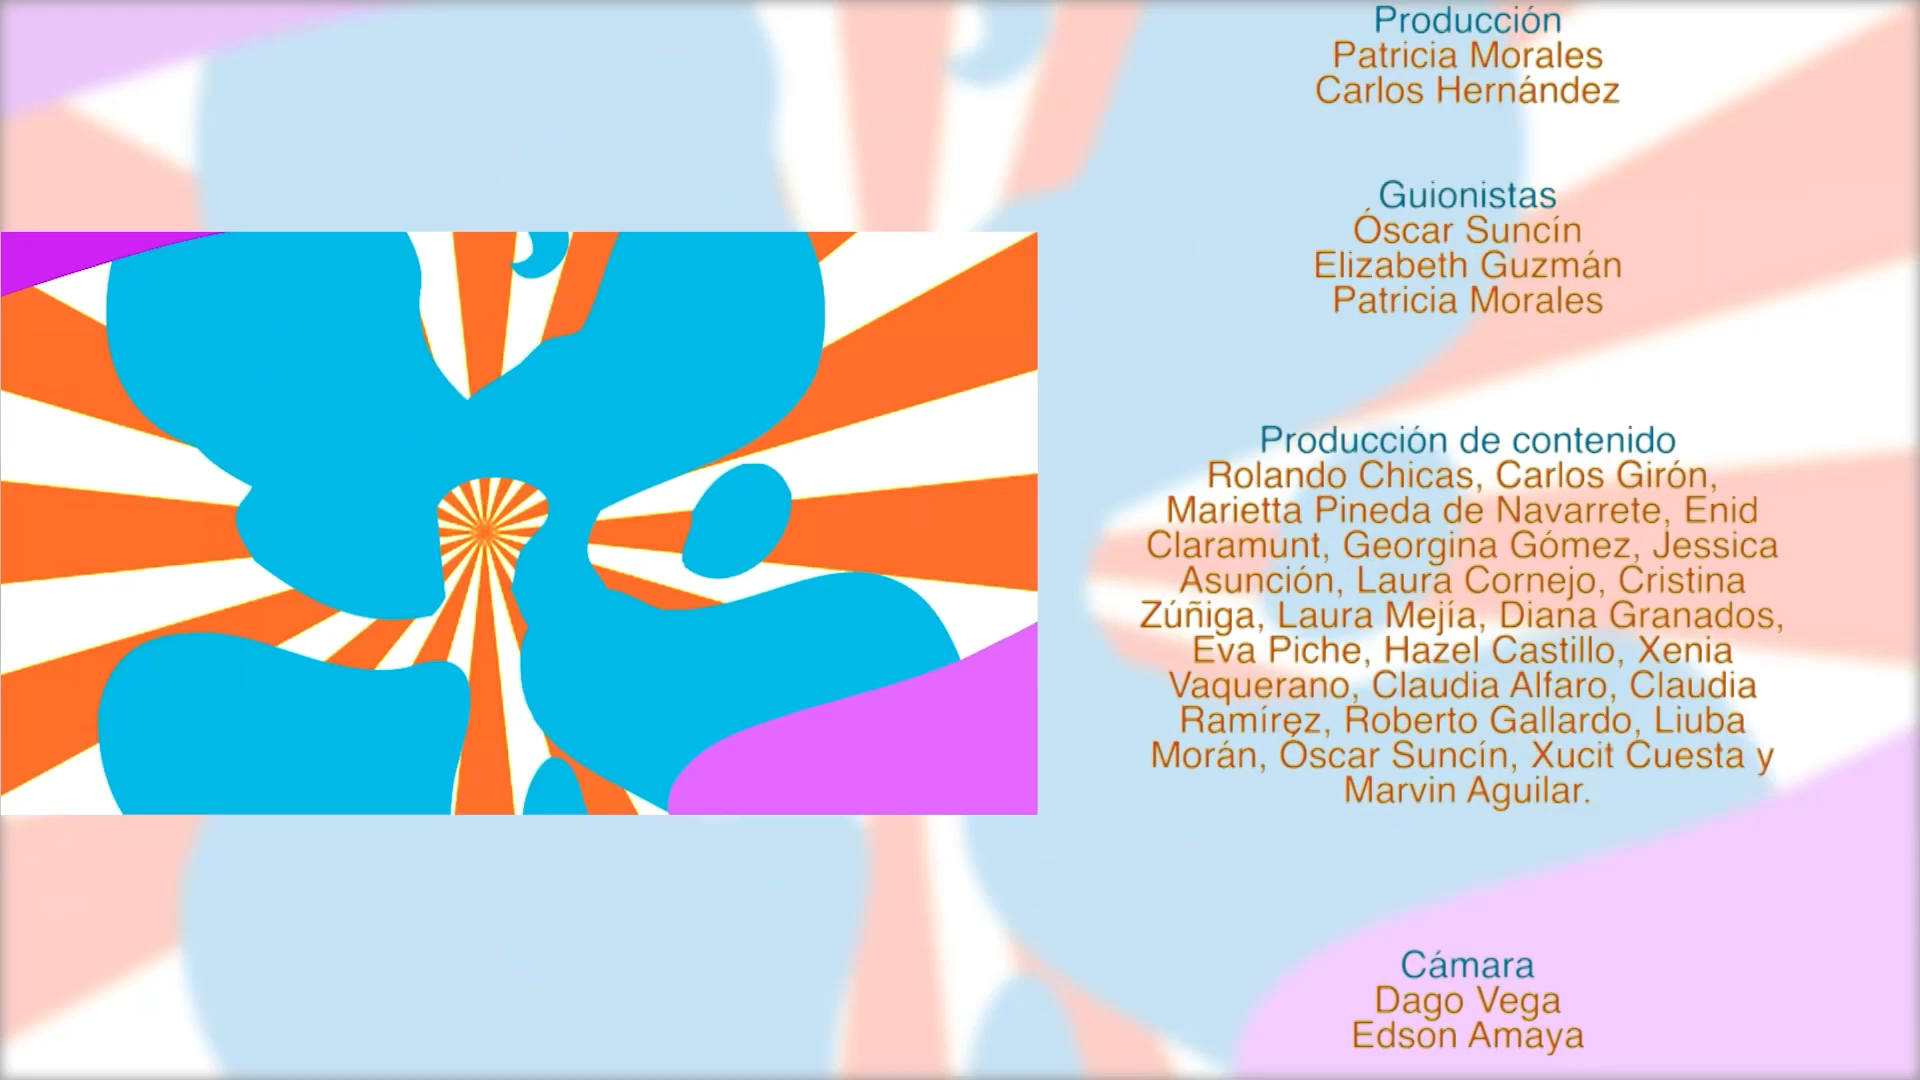 Producción
Patricia Morales
Carlos Hernández
Guionistas
Óscar Suncín
Elizabeth Guzmán
Patricia Morales
Producción de contenido
Rolando Chicas, Carlos Girón,
Marietta Pineda de Navarrete, Enid
Claramunt, Georgina Gómez, Jessica
Asunción, Laura Cornejo, Cristina
Zúñiga, Laura Mejía, Diana Granados,
Eva Piche, Hazel Castillo, Xenia
Vaquerano, Claudia Alfaro, Claudia
Ramírez, Roberto Gallardo, Liuba
Morán, Óscar Suncín, Xucit Cuesta y
Marvin Aguilar.
Cámara
Dago Vega
Edson Amaya